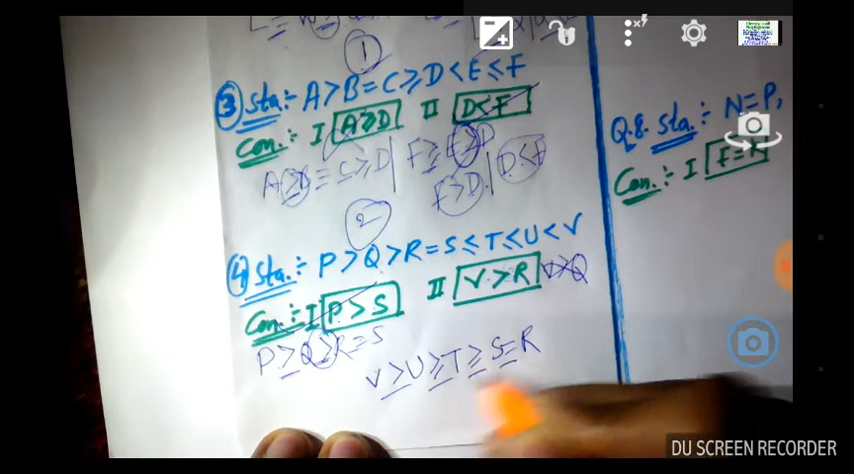 1
③ Sta:- A > B = C ≥ D < E ≤ F
Con:- I A ≥ D II D < F
A ≥ B = C ≥ D | F ≥ E > D
F > D | D < F
2
④ Sta:- P > Q > R = S ≤ T ≤ U < V
Con:- I P > S II V > R V > Q
P > Q > R = S
V > U ≥ T ≥ S = R
Q.8. Sta:- N = P,
Con:- I F = K
DU SCREEN RECORDER